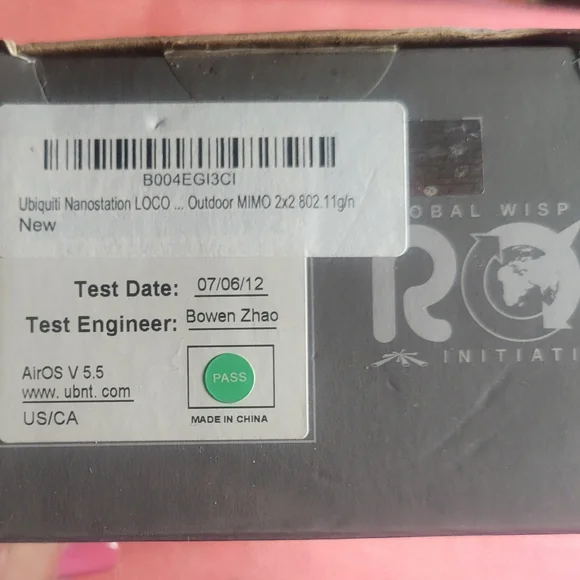 B004EGI3CI
Ubiquiti Nanostation LOCO ... Outdoor MIMO 2x2 802.11g/n
New
OBAL WISP
Test Date: 07/06/12
Test Engineer: Bowen Zhao
AirOS V 5.5
www. ubnt. com
US/CA
PASS
MADE IN CHINA
INITIATI